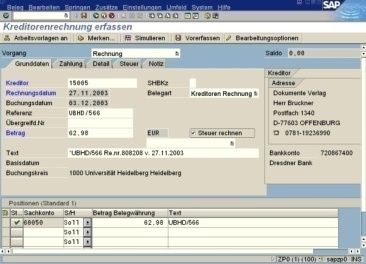 Beleg Bearbeiten Springen Zusätze Einstellungen Umfeld System Hilfe
SAP
Kreditorenrechnung erfassen
Arbeitsvorlagen an Merken... Simulieren Vorerfassen Bearbeitungsoptionen
Vorgang Rechnung Saldo 0,00
Grunddaten Zahlung Detail Steuer Notiz
Kreditor 15005 SHBKz
Rechnungsdatum 27.11.2003 Belegart Kreditoren Rechnung
Buchungsdatum 03.12.2003
Referenz UBHD/566
Übergreifd.Nr
Betrag 62,98 EUR Steuer rechnen
Text *UBHD/566 Re.nr.808208 v. 27.11.2003
Basisdatum
Buchungskreis 1000 Universität Heidelberg Heidelberg
Kreditor
Adresse
Dokumente Verlag
Herr Bruckner
Postfach 1340
D-77603 OFFENBURG
0781-19236990
Bankkonto 720867400
Dresdner Bank
Positionen (Standard 1)
St... Sachkonto S/H Betrag Belegwährung Text
68050 Soll 62,98 UBHD/566
Soll
Soll
Soll
ZP0 (1) (100) sapzp0 INS